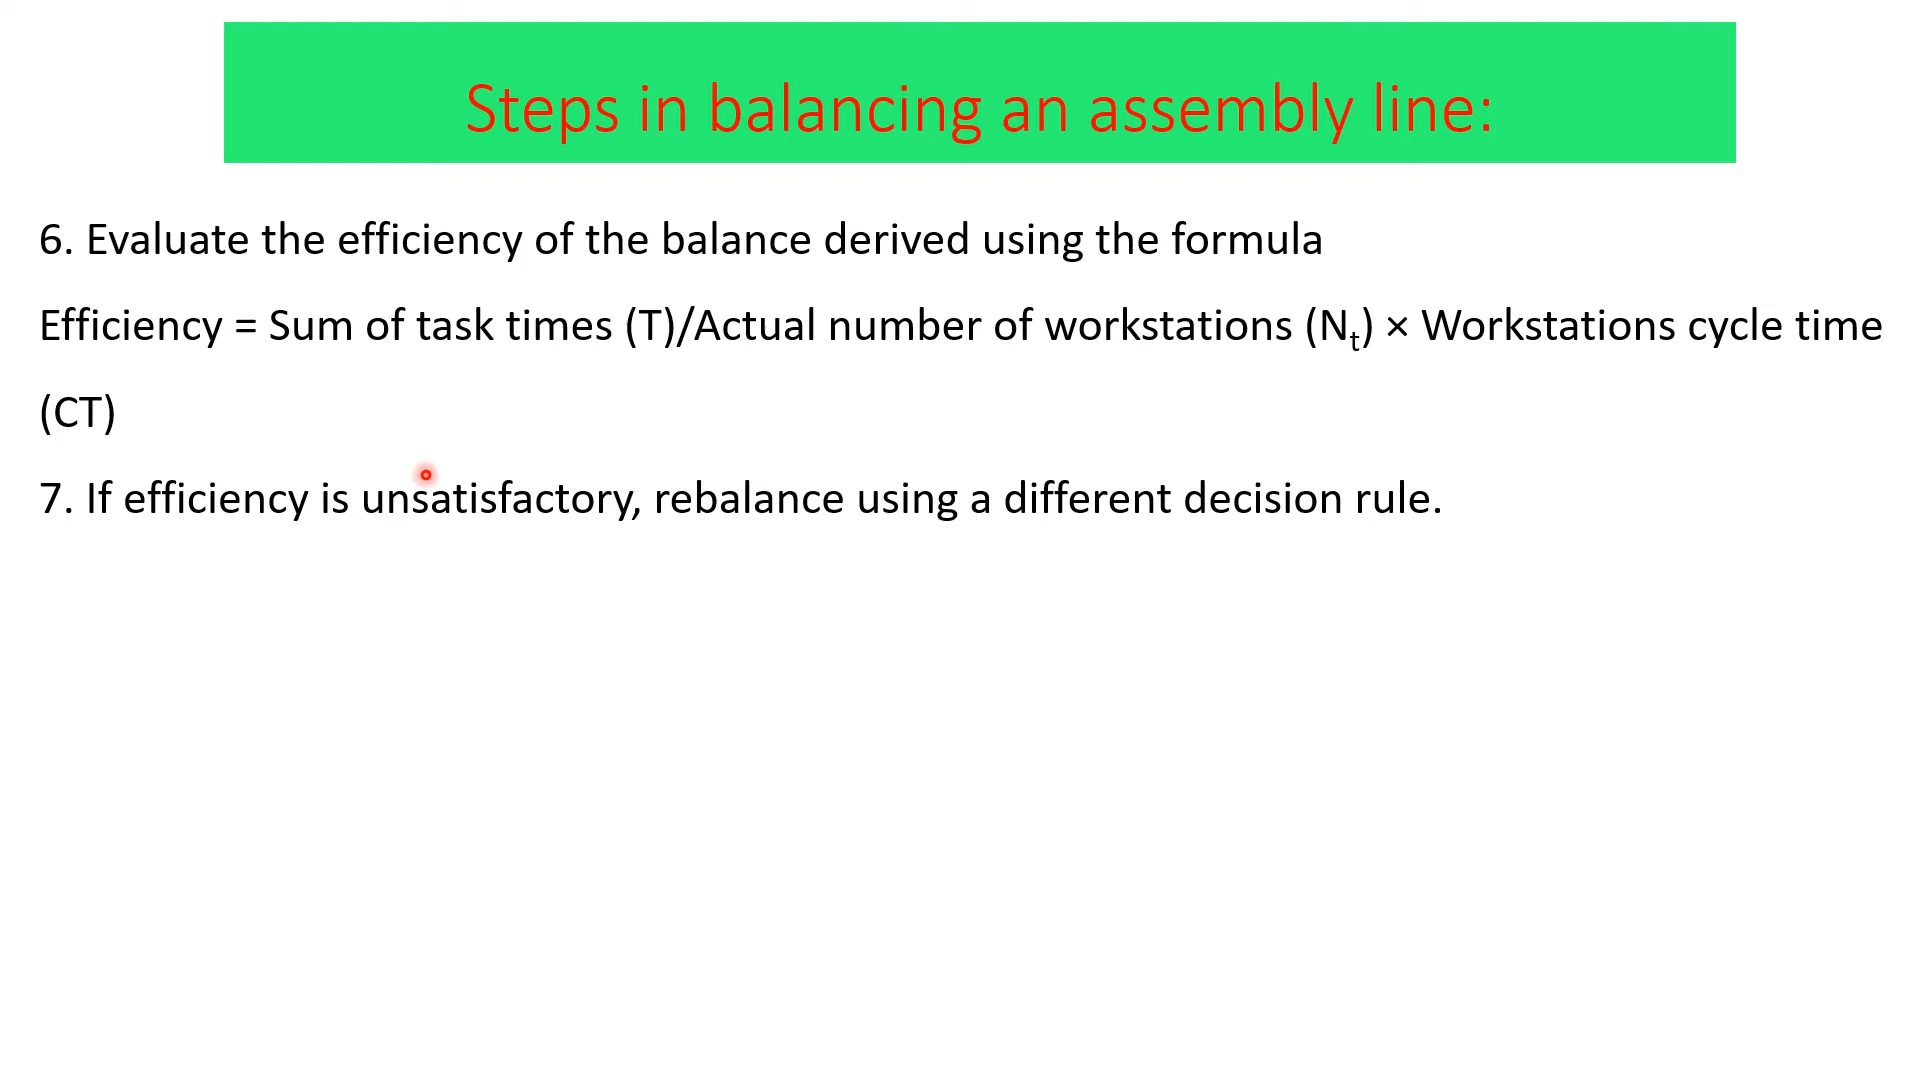 Steps in balancing an assembly line:
6. Evaluate the efficiency of the balance derived using the formula
Efficiency = Sum of task times (T)/Actual number of workstations (Nt) × Workstations cycle time
(CT)
7. If efficiency is unsatisfactory, rebalance using a different decision rule.